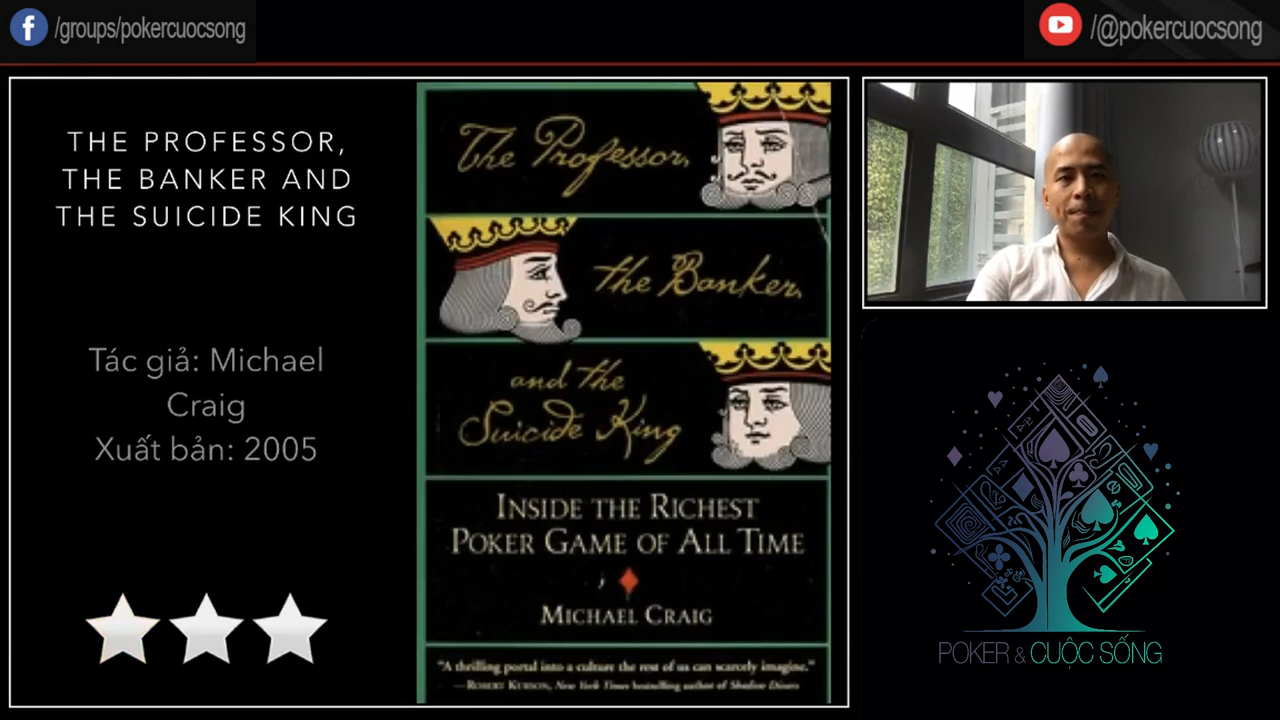 /groups/pokercuocsong
/@pokercuocsong
THE PROFESSOR,
THE BANKER AND
THE SUICIDE KING
Tác giả: Michael
Craig
Xuất bản: 2005
The Professor,
the Banker,
and the
Suicide King
INSIDE THE RICHEST
POKER GAME OF ALL TIME
MICHAEL CRAIG
"A thrilling portal into a culture the rest of us can scarcely imagine."
—ROBERT KURSON, New York Times bestselling author of Shadow Divers
POKER & CUỘC SỐNG